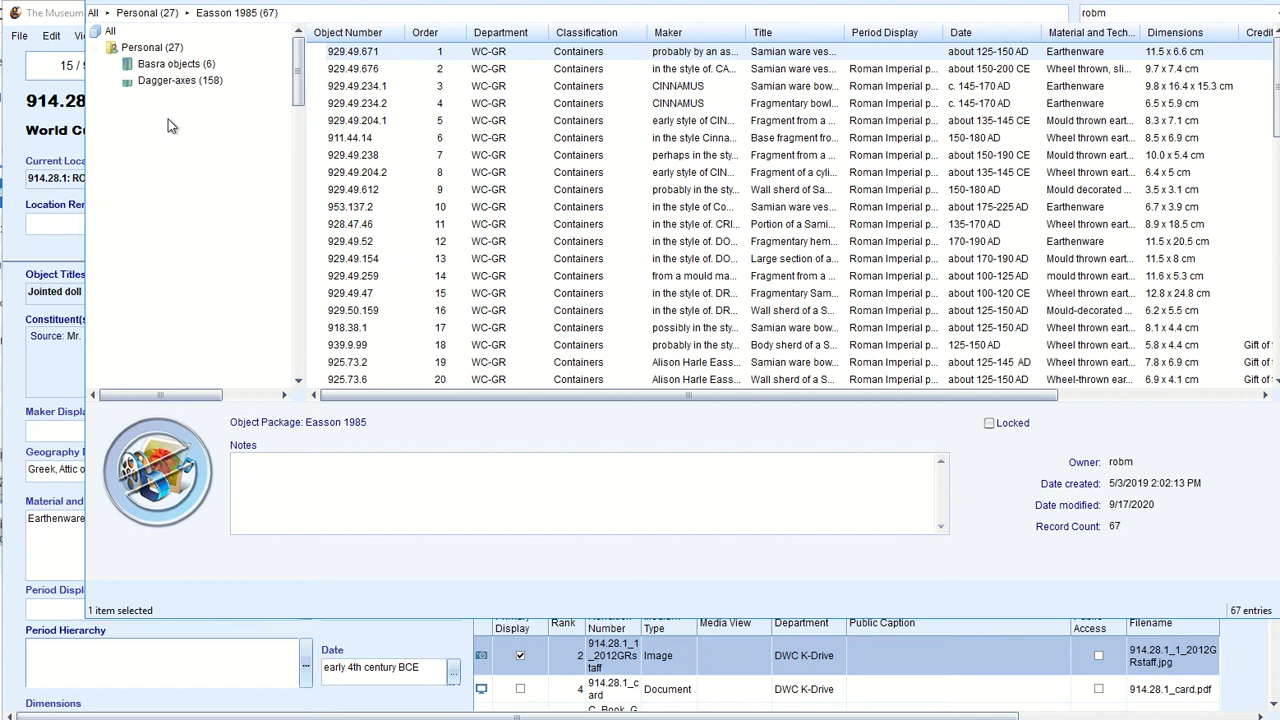 The Museum
All › Personal (27) › Easson 1985 (67)
robm
File Edit
All
Personal (27)
Basra objects (6)
Dagger-axes (158)
15 / 9
914.28
World Cu
Current Loca
914.28.1: RO
Location Rem
Object Titles
Jointed doll
Constituent(s
Source: Mr.
Maker Displa
Geography D
Greek, Attic o
Material and
Earthenware
Period Displ
Period Hierarchy
Date
early 4th century BCE
Dimensions
Object Number Order Department Classification Maker Title Period Display Date Material and Tech... Dimensions Credit
929.49.671 1 WC-GR Containers probably by an as... Samian ware ves... about 125-150 AD Earthenware 11.5 x 6.6 cm
929.49.676 2 WC-GR Containers in the style of. CA... Samian ware ves... Roman Imperial p... about 150-200 CE Wheel thrown, sli... 9.7 x 7.4 cm
929.49.234.1 3 WC-GR Containers CINNAMUS Samian ware bow... Roman Imperial p... c. 145-170 AD Earthenware 9.8 x 16.4 x 15.3 cm
929.49.234.2 4 WC-GR Containers CINNAMUS Fragmentary bowl... Roman Imperial p... c. 145-170 AD Earthenware 6.5 x 5.9 cm
929.49.204.1 5 WC-GR Containers early style of CIN... Fragment from a ... Roman Imperial p... about 135-145 CE Mould thrown eart... 8.3 x 7.1 cm
911.44.14 6 WC-GR Containers in the style Cinna... Base fragment fro... Roman Imperial p... 150-180 AD Wheel thrown eart... 8.5 x 6.9 cm
929.49.238 7 WC-GR Containers perhaps in the sty... Fragment from a ... Roman Imperial p... about 150-190 CE Mould thrown eart... 10.0 x 5.4 cm
929.49.204.2 8 WC-GR Containers early style of CIN... Fragment of a cyli... Roman Imperial p... about 135-145 CE Wheel thrown eart... 6.4 x 5 cm
929.49.612 9 WC-GR Containers probably in the sty... Wall sherd of Sa... Roman Imperial p... 150-180 AD Mould decorated ... 3.5 x 3.1 cm
953.137.2 10 WC-GR Containers in the style of Co... Samian ware ves... Roman Imperial p... about 175-225 AD Earthenware 6.7 x 3.9 cm
928.47.46 11 WC-GR Containers in the style of. CRI... Portion of a Sami... Roman Imperial p... 135-170 AD Wheel thrown eart... 8.9 x 18.5 cm
929.49.52 12 WC-GR Containers in the style of. DO... Fragmentary hem... Roman Imperial p... 170-190 AD Earthenware 11.5 x 20.5 cm
929.49.154 13 WC-GR Containers in the style of. DO... Large section of a... Roman Imperial p... about 170-190 AD Wheel thrown eart... 11.5 x 8 cm
929.49.259 14 WC-GR Containers from a mould ma... Fragment from a ... Roman Imperial p... about 100-125 AD mould thrown eart... 11.6 x 5.3 cm
929.49.47 15 WC-GR Containers in the style of. DR... Fragmentary Sam... Roman Imperial p... about 100-120 CE Wheel thrown eart... 12.8 x 24.8 cm
929.50.159 16 WC-GR Containers in the style of. DR... Wall sherd of a S... Roman Imperial p... about 125-150 AD Mould-decorated ... 6.2 x 5.5 cm
918.38.1 17 WC-GR Containers possibly in the styl... Samian ware bow... Roman Imperial p... about 125-150 AD Wheel thrown eart... 8.1 x 4.4 cm
939.9.99 18 WC-GR Containers in the style of. DR... Body sherd of a S... Roman Imperial p... 125-150 AD Wheel thrown eart... 5.8 x 4.4 cm Gift of
925.73.2 19 WC-GR Containers Alison Harle Eass... Samian ware bow... Roman Imperial p... about 125-145 AD Wheel thrown eart... 7.8 x 6.9 cm Gift of
925.73.6 20 WC-GR Containers Alison Harle Eass... Wall sherd of a S... Roman Imperial p... about 125-150 AD Wheel-thrown ear... 6.9 x 4.1 cm Gift of
Object Package: Easson 1985
Locked
Notes
Owner: robm
Date created: 5/3/2019 2:02:13 PM
Date modified: 9/17/2020
Record Count: 67
1 item selected
67 entries
Display Rank Number Type Media View Department Public Caption Access Filename
2 914.28.1_1_2012GRstaff Image DWC K-Drive 914.28.1_1_2012GRstaff.jpg
4 914.28.1_card Document DWC K-Drive 914.28.1_card.pdf